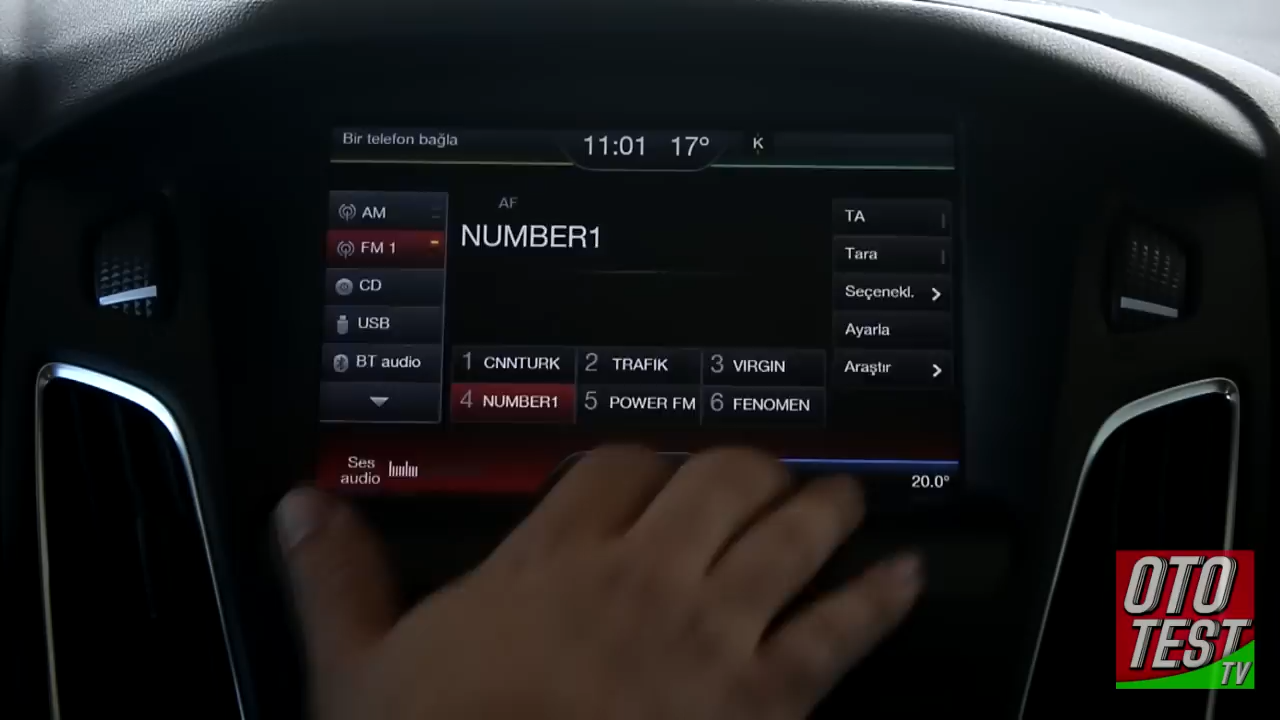 Bir telefon bağla
11:01 17° K
AM
FM 1
CD
USB
BT audio
AF
NUMBER1
TA
Tara
Seçenekl.
Ayarla
Araştır
1 CNNTURK 2 TRAFIK 3 VIRGIN
4 NUMBER1 5 POWER FM 6 FENOMEN
Ses
audio
20.0°
OTO
TEST
TV